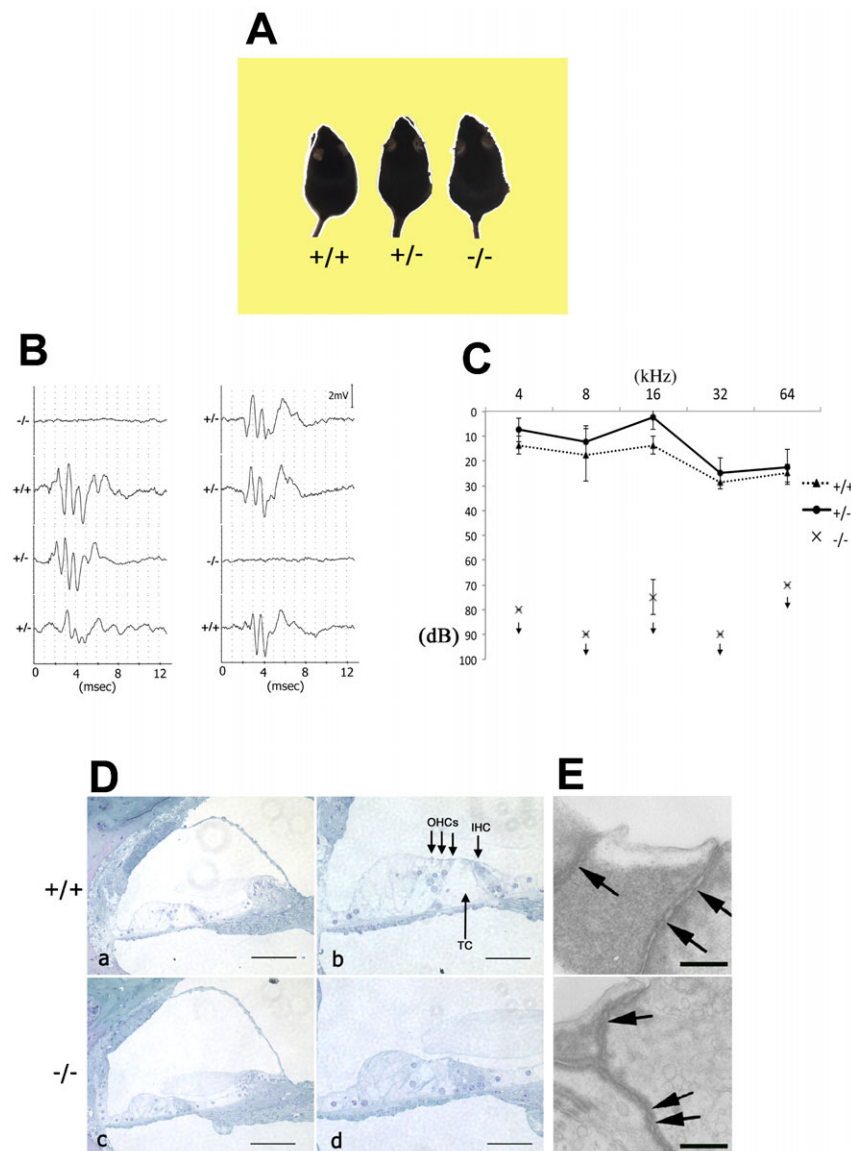 A
+/+ +/- -/-
B
-/-
+/+
+/-
+/-
0 4 8 12
(msec)
2mV
+/-
+/-
-/-
+/+
0 4 8 12
(msec)
C
(kHz)
4 8 16 32 64
0
10
20
30
40
50
60
70
80
90
100
(dB)
+/+
+/-
-/-
D
+/+
-/-
a
OHCs IHC
TC
b
c
d
E